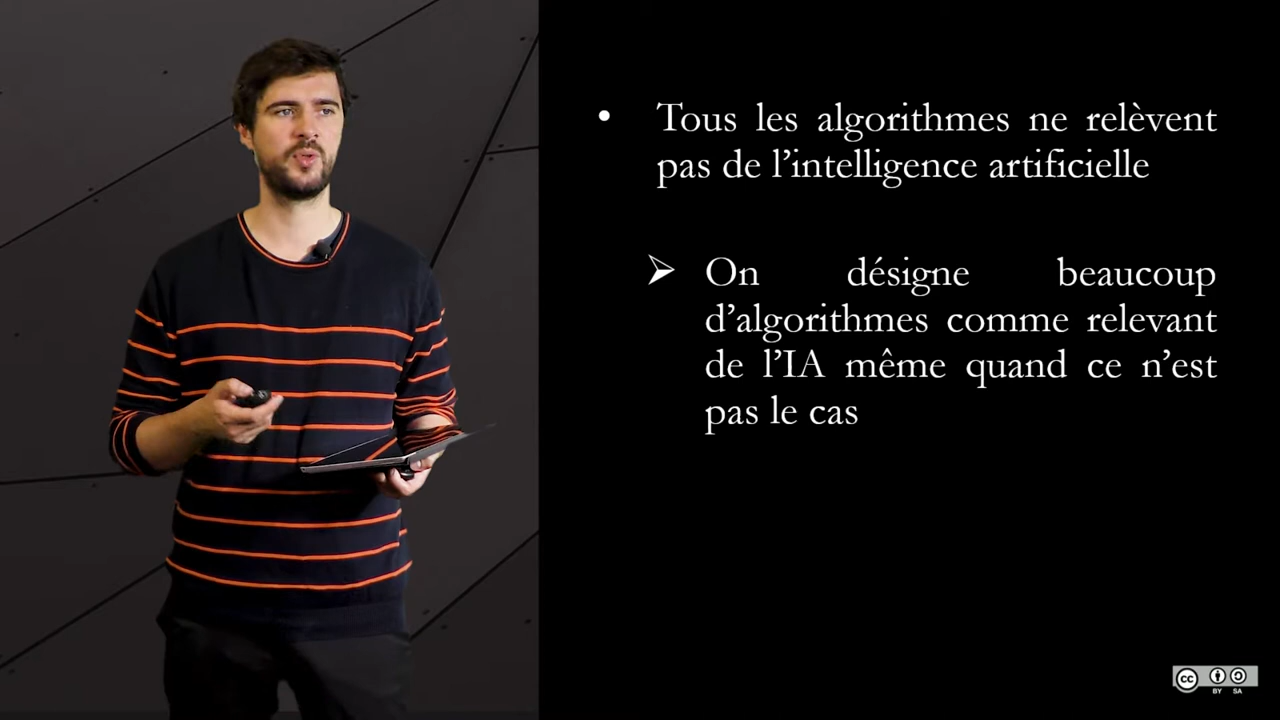 • Tous les algorithmes ne relèvent
pas de l’intelligence artificielle
➢ On désigne beaucoup
d’algorithmes comme relevant
de l’IA même quand ce n’est
pas le cas
cc
BY SA